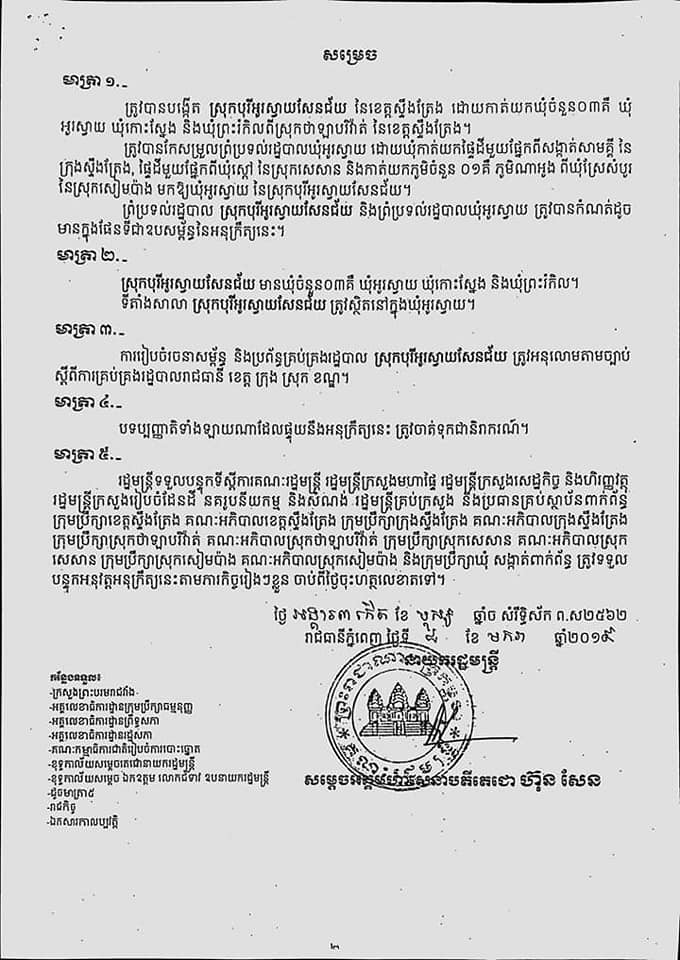 សម្រេច
មាត្រា ១._
ត្រូវបានបង្កើត ស្រុកបុរីអូរស្វាយសែនជ័យ នៃខេត្តស្ទឹងត្រែង ដោយកាត់យកឃុំចំនួន០៣គឺ ឃុំ
អូរស្វាយ ឃុំកោះស្នែង និងឃុំព្រះរំកិលពីស្រុកថាឡាបរិវ៉ាត់ នៃខេត្តស្ទឹងត្រែង។
ត្រូវបានកែសម្រួលព្រំប្រទល់រដ្ឋបាលឃុំអូរស្វាយ ដោយឃុំកាត់យកផ្ទៃដីមួយផ្នែកពីសង្កាត់សាមគ្គី នៃ
ក្រុងស្ទឹងត្រែង, ផ្ទៃដីមួយផ្នែកពីឃុំស្ដៅ នៃស្រុកសេសាន និងកាត់យកភូមិចំនួន ០១គឺ ភូមិណាអូង ពីឃុំស្រែសំបូរ
នៃស្រុកសៀមប៉ាង មកឱ្យឃុំអូរស្វាយ នៃស្រុកបុរីអូរស្វាយសែនជ័យ។
ព្រំប្រទល់រដ្ឋបាល ស្រុកបុរីអូរស្វាយសែនជ័យ និងព្រំប្រទល់រដ្ឋបាលឃុំអូរស្វាយ ត្រូវបានកំណត់ដូច
មានក្នុងផែនទីជាឧបសម្ព័ន្ធនៃអនុក្រឹត្យនេះ។
មាត្រា ២._
ស្រុកបុរីអូរស្វាយសែនជ័យ មានឃុំចំនួន០៣គឺ ឃុំអូរស្វាយ ឃុំកោះស្នែង និងឃុំព្រះរំកិល។
ទីតាំងសាលា ស្រុកបុរីអូរស្វាយសែនជ័យ ត្រូវស្ថិតនៅក្នុងឃុំអូរស្វាយ។
មាត្រា ៣._
ការរៀបចំរចនាសម្ព័ន្ធ និងប្រព័ន្ធគ្រប់គ្រងរដ្ឋបាល ស្រុកបុរីអូរស្វាយសែនជ័យ ត្រូវអនុលោមតាមច្បាប់
ស្ដីពីការគ្រប់គ្រងរដ្ឋបាលរាជធានី ខេត្ត ក្រុង ស្រុក ខណ្ឌ។
មាត្រា ៤._
បទប្បញ្ញត្តិទាំងឡាយណាដែលផ្ទុយនឹងអនុក្រឹត្យនេះ ត្រូវចាត់ទុកជានិរាករណ៍។
មាត្រា ៥._
រដ្ឋមន្ត្រីទទួលបន្ទុកទីស្ដីការគណៈរដ្ឋមន្ត្រី រដ្ឋមន្ត្រីក្រសួងមហាផ្ទៃ រដ្ឋមន្ត្រីក្រសួងសេដ្ឋកិច្ច និងហិរញ្ញវត្ថុ
រដ្ឋមន្ត្រីក្រសួងរៀបចំដែនដី នគរូបនីយកម្ម និងសំណង់ រដ្ឋមន្ត្រីគ្រប់ក្រសួង និងប្រធានគ្រប់ស្ថាប័នពាក់ព័ន្ធ
ក្រុមប្រឹក្សាខេត្តស្ទឹងត្រែង គណៈអភិបាលខេត្តស្ទឹងត្រែង ក្រុមប្រឹក្សាក្រុងស្ទឹងត្រែង គណៈអភិបាលក្រុងស្ទឹងត្រែង
ក្រុមប្រឹក្សាស្រុកថាឡាបរិវ៉ាត់ គណៈអភិបាលស្រុកថាឡាបរិវ៉ាត់ ក្រុមប្រឹក្សាស្រុកសេសាន គណៈអភិបាលស្រុក
សេសាន ក្រុមប្រឹក្សាស្រុកសៀមប៉ាង គណៈអភិបាលស្រុកសៀមប៉ាង និងក្រុមប្រឹក្សាឃុំ សង្កាត់ពាក់ព័ន្ធ ត្រូវទទួល
បន្ទុកអនុវត្តអនុក្រឹត្យនេះតាមភារកិច្ចរៀងៗខ្លួន ចាប់ពីថ្ងៃចុះហត្ថលេខាតទៅ។
ថ្ងៃ អង្គារ ៣ កើត ខែ បុស្ស ឆ្នាំច សំរឹទ្ធិស័ក ព.ស២៥៦២
រាជធានីភ្នំពេញ ថ្ងៃទី ៨ ខែ មករា ឆ្នាំ២០១៩
នាយករដ្ឋមន្ត្រី
សម្ដេចអគ្គមហាសេនាបតីតេជោ ហ៊ុន សែន
កន្លែងទទួល៖
-ក្រសួងព្រះបរមរាជវាំង
-អគ្គលេខាធិការដ្ឋានក្រុមប្រឹក្សាធម្មនុញ្ញ
-អគ្គលេខាធិការដ្ឋានព្រឹទ្ធសភា
-អគ្គលេខាធិការដ្ឋានរដ្ឋសភា
-គណៈកម្មាធិការជាតិរៀបចំការបោះឆ្នោត
-ខុទ្ទកាល័យសម្ដេចតេជោនាយករដ្ឋមន្ត្រី
-ខុទ្ទកាល័យសម្ដេច ឯកឧត្តម លោកជំទាវ ឧបនាយករដ្ឋមន្ត្រី
-ដូចមាត្រា៥
-រាជកិច្ច
-ឯកសារកាលប្បវត្តិ
២